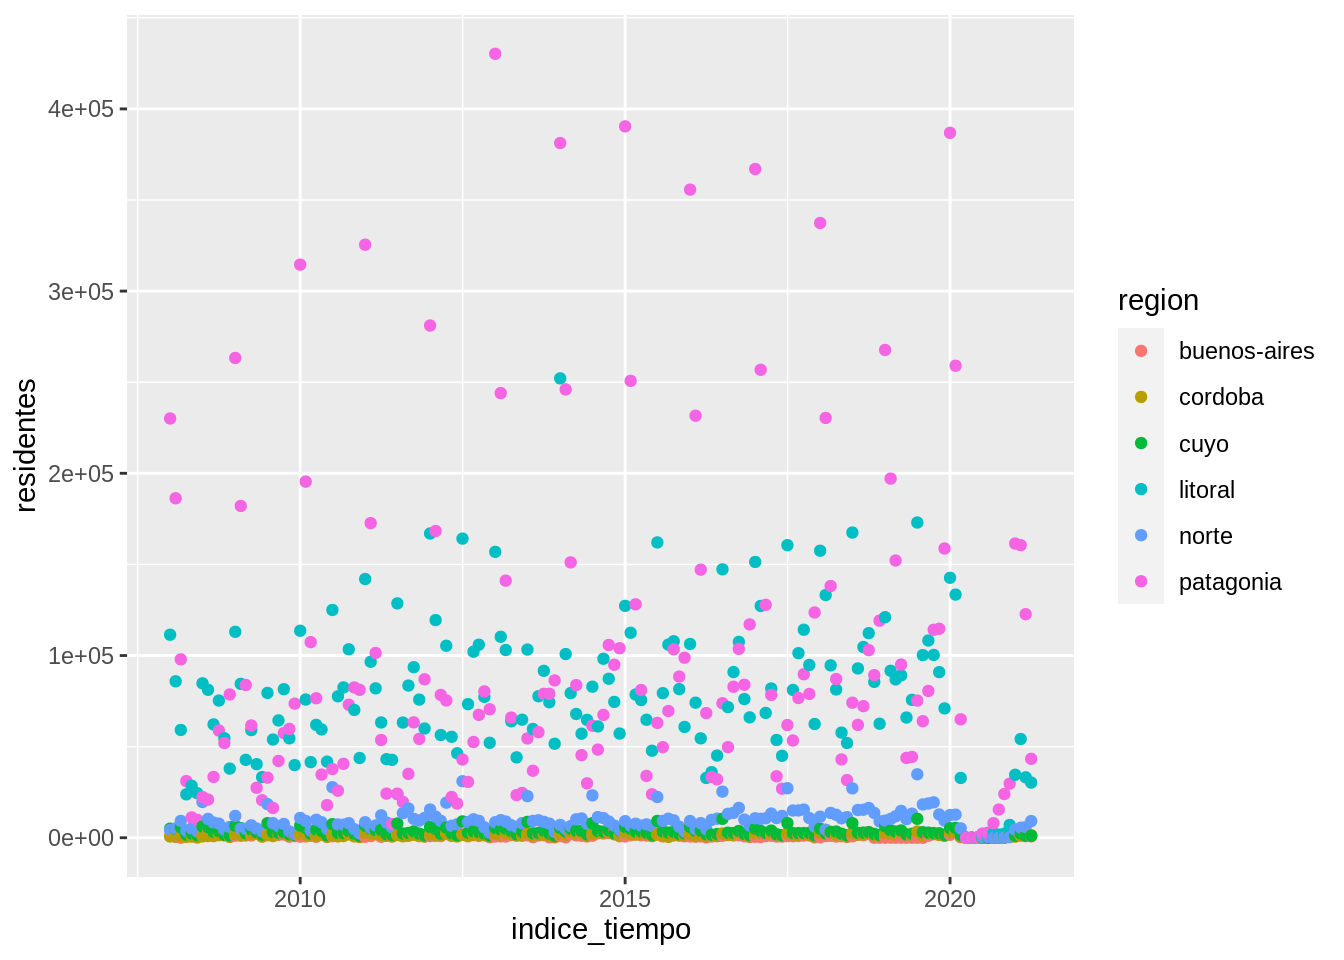 4e+05
3e+05
2e+05
1e+05
0e+00
residentes
2010
2015
2020
indice_tiempo
region
buenos-aires
cordoba
cuyo
litoral
norte
patagonia